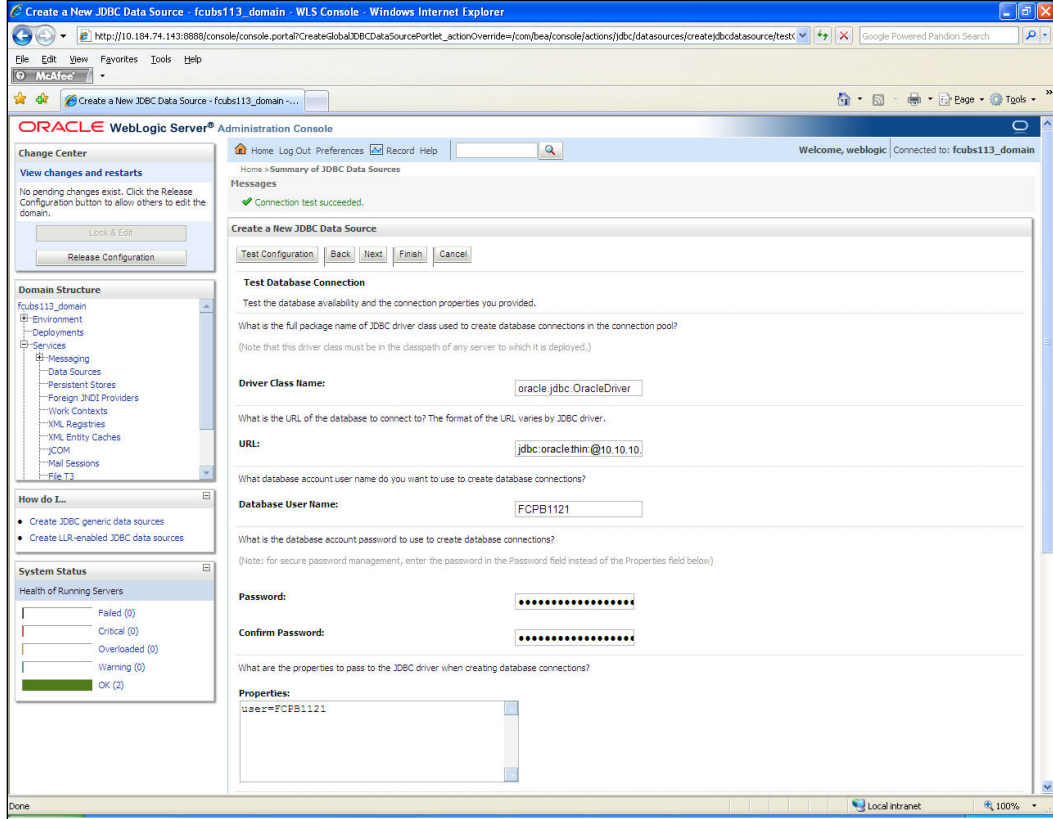 Create a New JDBC Data Source - fcubs113_domain - WLS Console - Windows Internet Explorer
http://10.184.74.143:8888/console/console.portal?CreateGlobalJDBCDataSourcePortlet_actionOverride=/com/bea/console/actions/jdbc/datasources/createjdbcdatasource/test(
Google Powered Pandion Search
File Edit View Favorites Tools Help
McAfee
Create a New JDBC Data Source - fcubs113_domain -...
Page Tools
ORACLE WebLogic Server® Administration Console
Change Center
View changes and restarts
No pending changes exist. Click the Release
Configuration button to allow others to edit the
domain.
Lock & Edit
Release Configuration
Domain Structure
fcubs113_domain
Environment
Deployments
Services
Messaging
Data Sources
Persistent Stores
Foreign JNDI Providers
Work Contexts
XML Registries
XML Entity Caches
jCOM
Mail Sessions
File T3
How do I...
Create JDBC generic data sources
Create LLR-enabled JDBC data sources
System Status
Health of Running Servers
Failed (0)
Critical (0)
Overloaded (0)
Warning (0)
OK (2)
Home Log Out Preferences Record Help
Welcome, weblogic Connected to: fcubs113_domain
Home >Summary of JDBC Data Sources
Messages
Connection test succeeded.
Create a New JDBC Data Source
Test Configuration Back Next Finish Cancel
Test Database Connection
Test the database availability and the connection properties you provided.
What is the full package name of JDBC driver class used to create database connections in the connection pool?
(Note that this driver class must be in the classpath of any server to which it is deployed.)
Driver Class Name: oracle.jdbc.OracleDriver
What is the URL of the database to connect to? The format of the URL varies by JDBC driver.
URL: jdbc:oracle:thin:@10.10.10.
What database account user name do you want to use to create database connections?
Database User Name: FCPB1121
What is the database account password to use to create database connections?
(Note: for secure password management, enter the password in the Password field instead of the Properties field below)
Password:
Confirm Password:
What are the properties to pass to the JDBC driver when creating database connections?
Properties:
user=FCPB1121
Done
Local intranet
100%